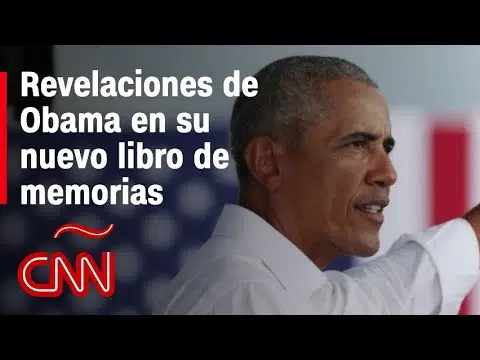 Revelaciones de
Obama en su
nuevo libro de
memorias
CNN